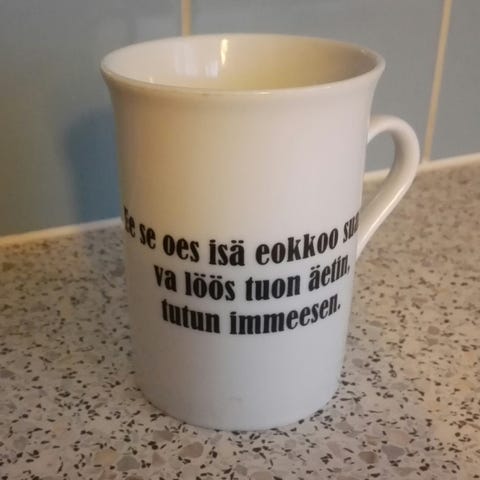 se oes isä eokkoo
va löös tuon äetin,
tutun immeesen.